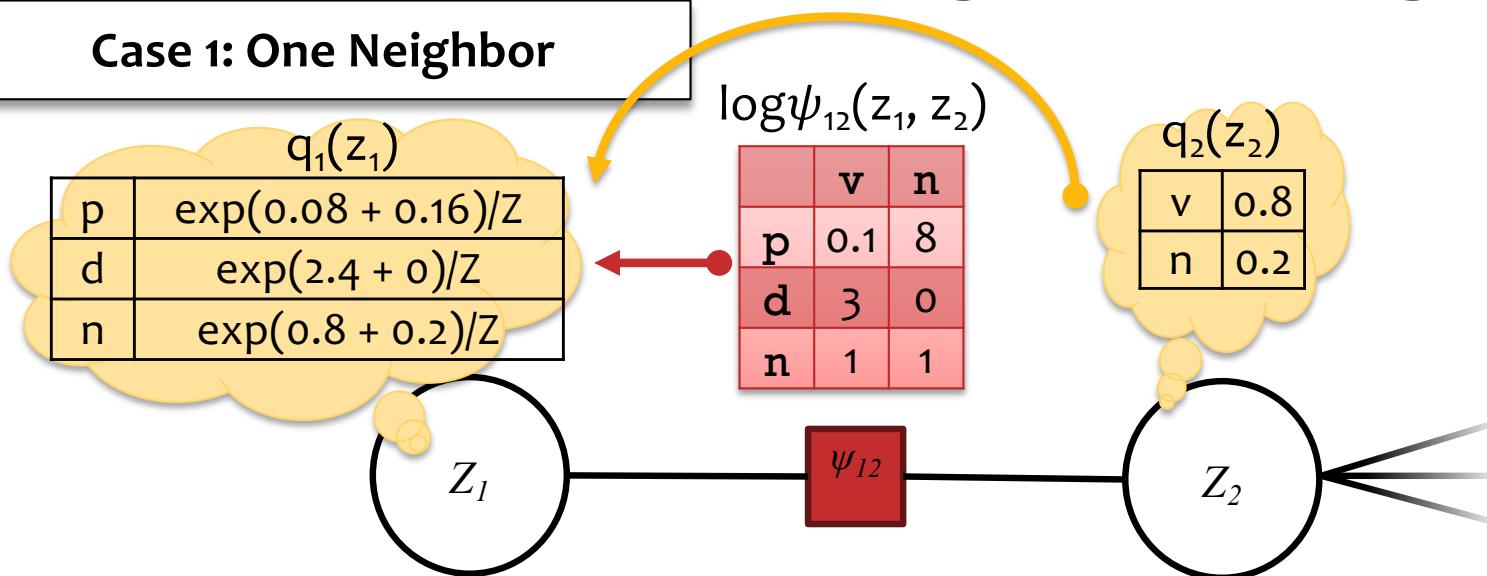 Case 1: One Neighbor
logψ₁₂(z₁, z₂)
q₁(z₁)
p exp(0.08 + 0.16)/Z
d exp(2.4 + 0)/Z
n exp(0.8 + 0.2)/Z
v n
p 0.1 8
d 3 0
n 1 1
q₂(z₂)
v 0.8
n 0.2
Z₁
ψ₁₂
Z₂